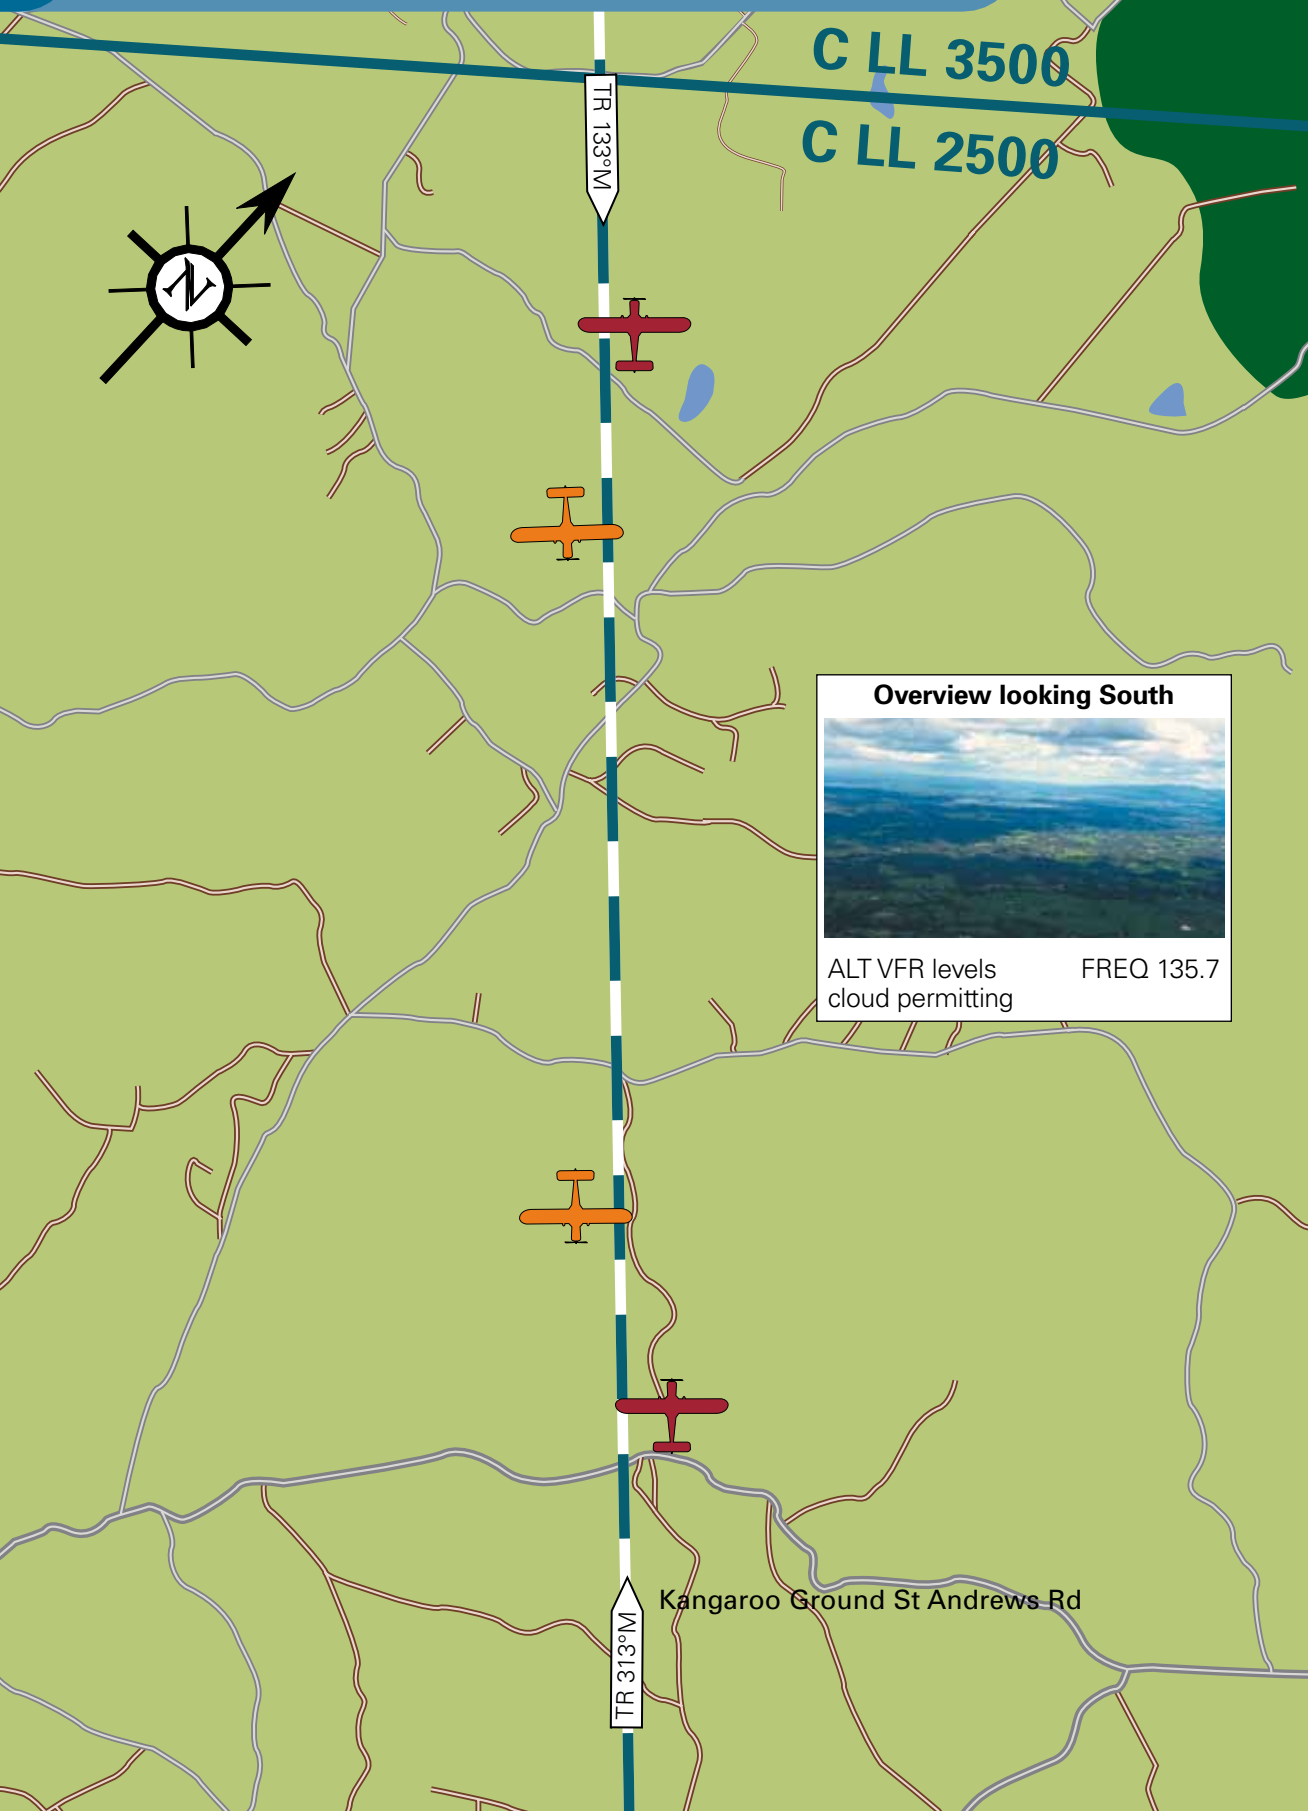 C LL 3500
TR 133°M
C LL 2500
N
Overview looking South
ALT VFR levels
cloud permitting
FREQ 135.7
Kangaroo Ground St Andrews Rd
TR 313°M